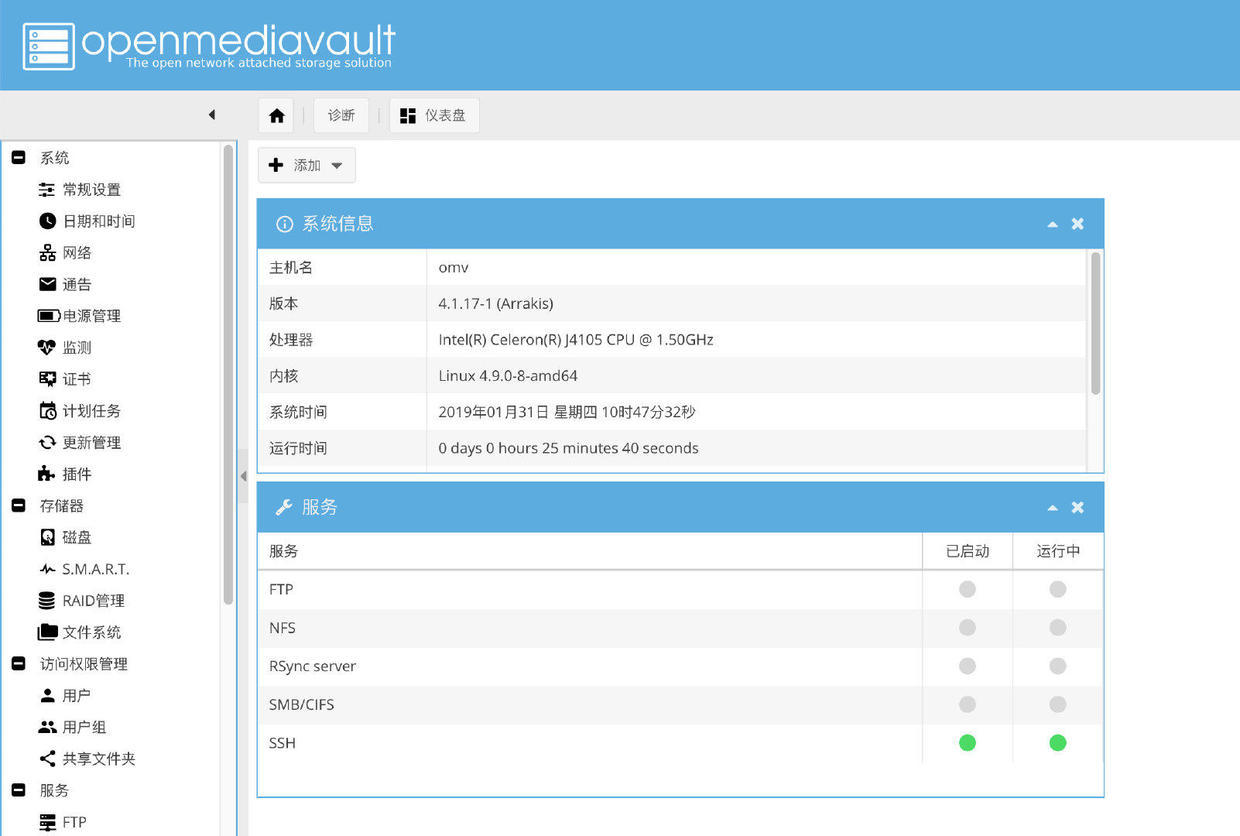 openmediavault
The open network attached storage solution
诊断
仪表盘
系统
常规设置
日期和时间
网络
通告
电源管理
监测
证书
计划任务
更新管理
插件
存储器
磁盘
S.M.A.R.T.
RAID管理
文件系统
访问权限管理
用户
用户组
共享文件夹
服务
FTP
添加
系统信息
主机名 omv
版本 4.1.17-1 (Arrakis)
处理器 Intel(R) Celeron(R) J4105 CPU @ 1.50GHz
内核 Linux 4.9.0-8-amd64
系统时间 2019年01月31日 星期四 10时47分32秒
运行时间 0 days 0 hours 25 minutes 40 seconds
服务
服务 已启动 运行中
FTP
NFS
RSync server
SMB/CIFS
SSH